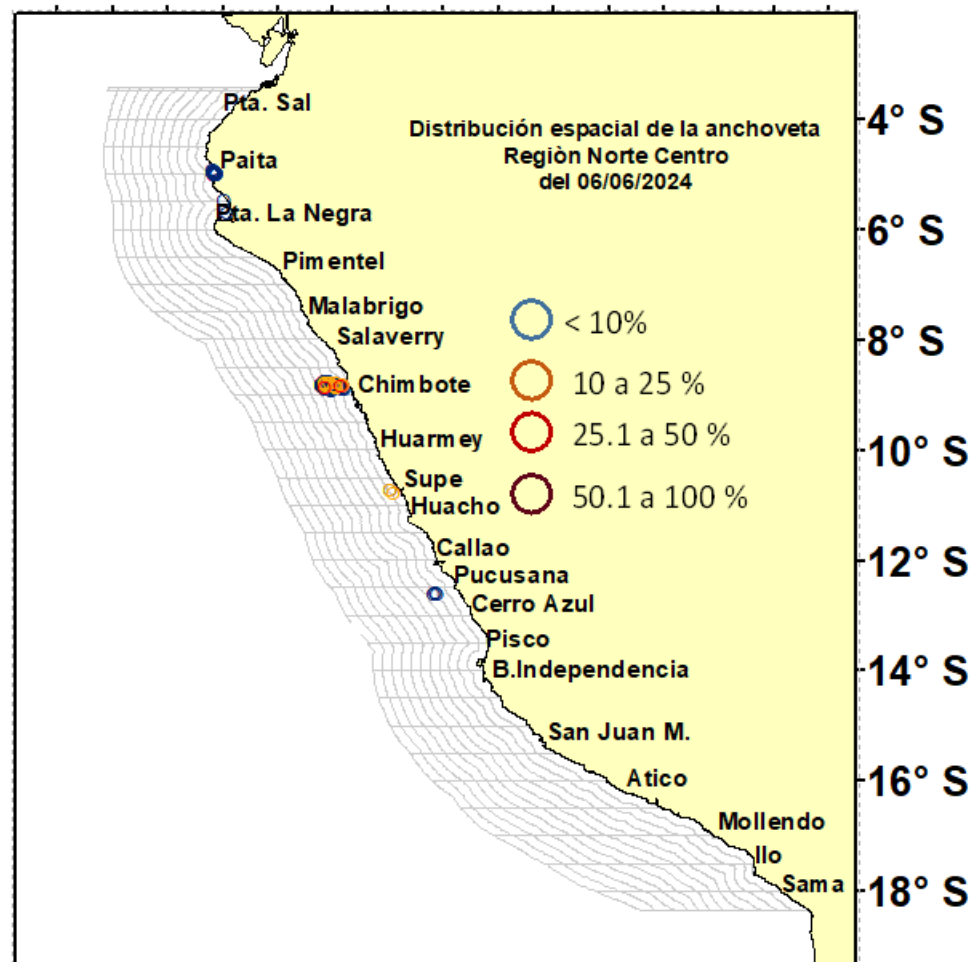 Pta. Sal
4° S
Distribución espacial de la anchoveta
Regiòn Norte Centro
del 06/06/2024
Paita
Pta. La Negra
6° S
Pimentel
Malabrigo
< 10%
Salaverry
8° S
Chimbote
10 a 25 %
Huarmey
25.1 a 50 %
10° S
Supe
50.1 a 100 %
Huacho
Callao
12° S
Pucusana
Cerro Azul
Pisco
B.Independencia
14° S
San Juan M.
Atico
16° S
Mollendo
Ilo
Sama
18° S